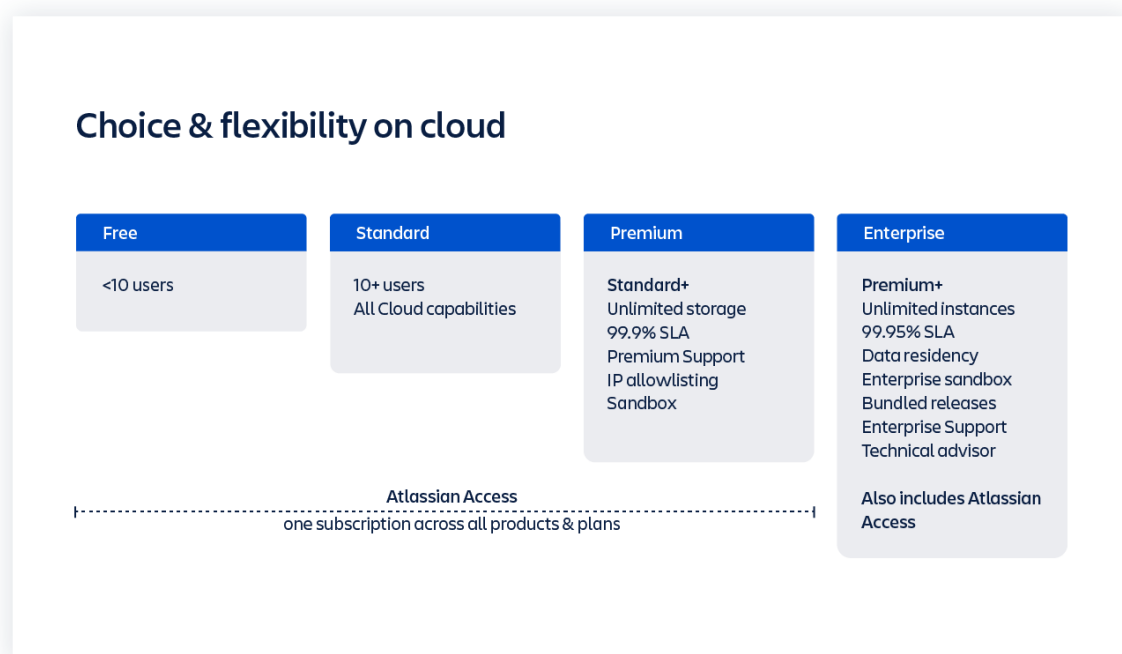 Choice & flexibility on cloud
Free
<10 users
Standard
10+ users
All Cloud capabilities
Premium
Standard+
Unlimited storage
99.9% SLA
Premium Support
IP allowlisting
Sandbox
Enterprise
Premium+
Unlimited instances
99.95% SLA
Data residency
Enterprise sandbox
Bundled releases
Enterprise Support
Technical advisor
Also includes Atlassian
Access
Atlassian Access
one subscription across all products & plans